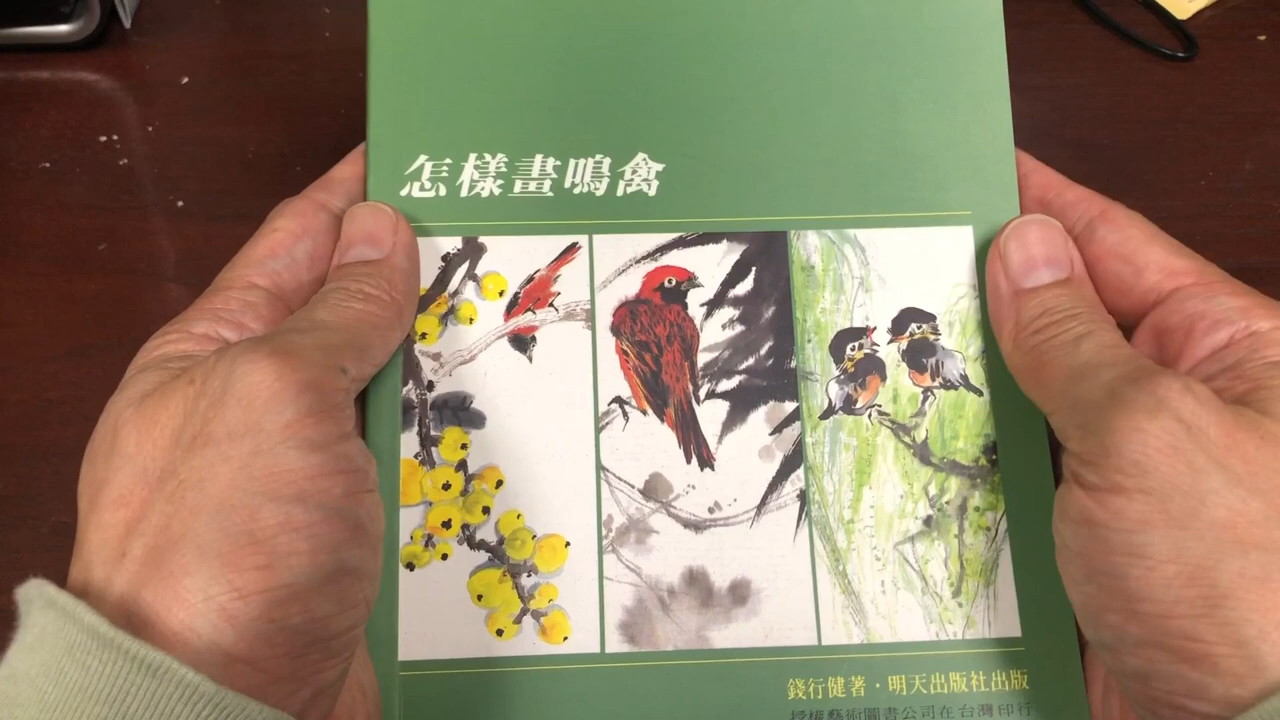 怎樣畫鳴禽
錢行健著·明天出版社出版
授權藝術圖書公司在台灣印行